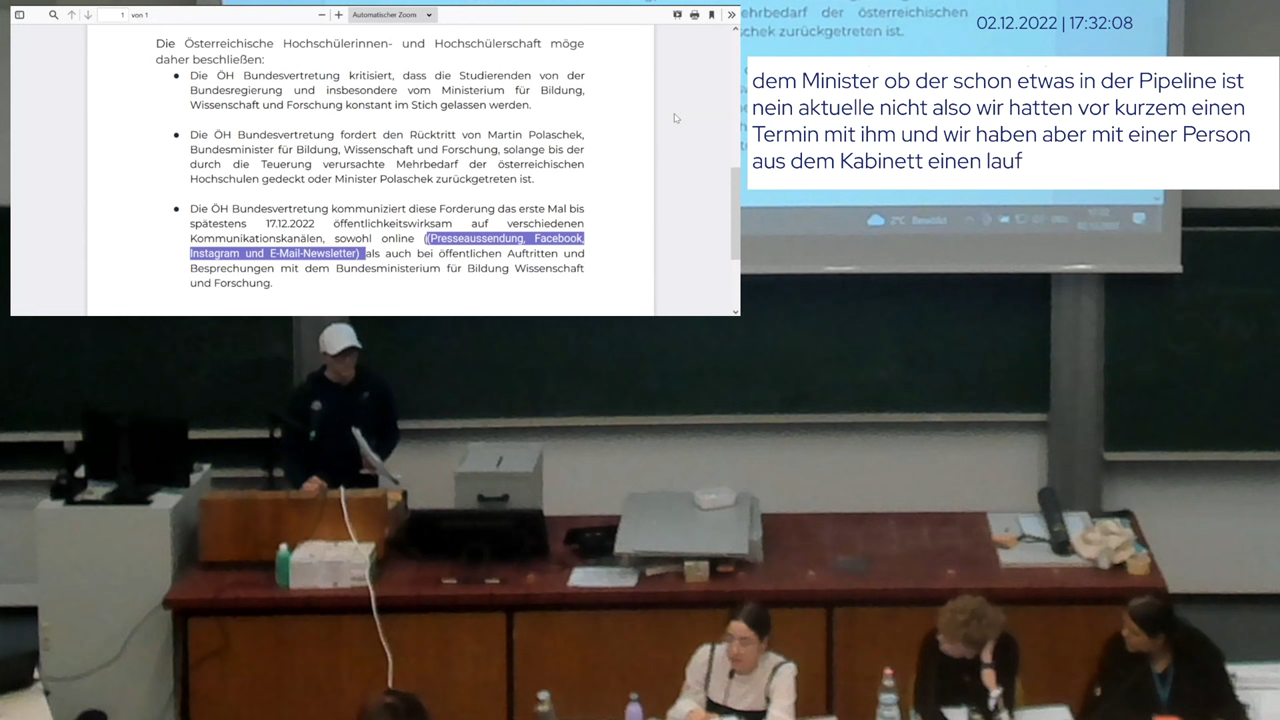 1 von 1
Automatischer Zoom
Die Österreichische Hochschülerinnen- und Hochschülerschaft möge
daher beschließen:
● Die ÖH Bundesvertretung kritisiert, dass die Studierenden von der
Bundesregierung und insbesondere vom Ministerium für Bildung,
Wissenschaft und Forschung konstant im Stich gelassen werden.
● Die ÖH Bundesvertretung fordert den Rücktritt von Martin Polaschek,
Bundesminister für Bildung, Wissenschaft und Forschung, solange bis der
durch die Teuerung verursachte Mehrbedarf der österreichischen
Hochschulen gedeckt oder Minister Polaschek zurückgetreten ist.
● Die ÖH Bundesvertretung kommuniziert diese Forderung das erste Mal bis
spätestens 17.12.2022 öffentlichkeitswirksam auf verschiedenen
Kommunikationskanälen, sowohl online ((Presseaussendung, Facebook,
Instagram und E-Mail-Newsletter) als auch bei öffentlichen Auftritten und
Besprechungen mit dem Bundesministerium für Bildung Wissenschaft
und Forschung.
ehrbedarf der österreichischen
chek zurückgetreten ist.
02.12.2022 | 17:32:08
dem Minister ob der schon etwas in der Pipeline ist
nein aktuelle nicht also wir hatten vor kurzem einen
Termin mit ihm und wir haben aber mit einer Person
aus dem Kabinett einen lauf
2°C